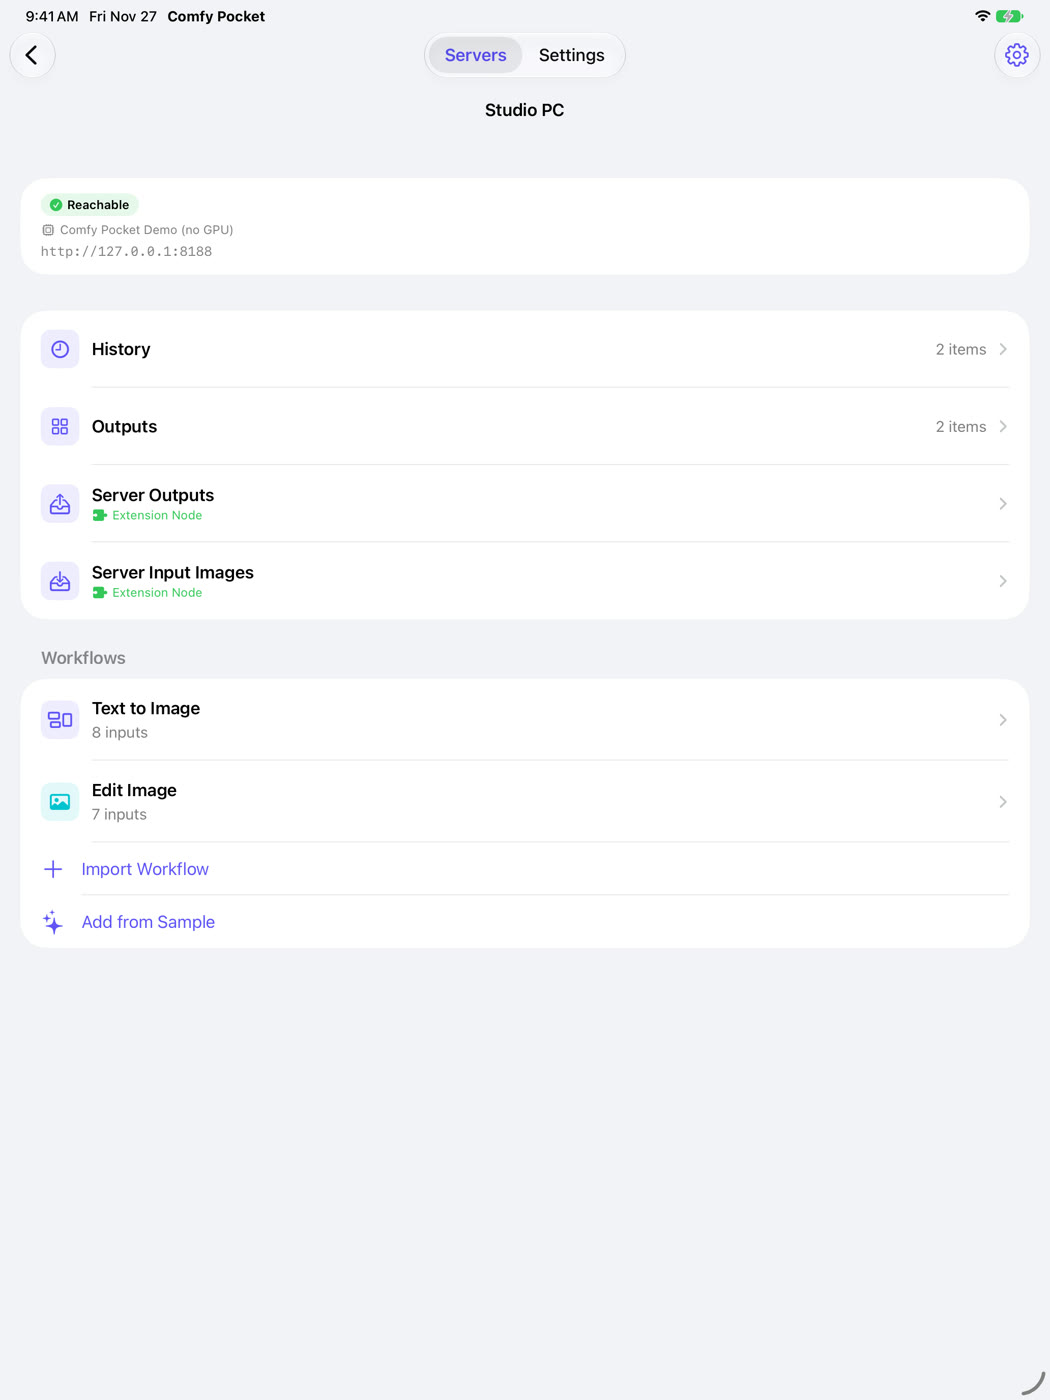 9:41 AM Fri Nov 27 Comfy Pocket
Servers Settings
Studio PC
Reachable
Comfy Pocket Demo (no GPU)
http://127.0.0.1:8188
History 2 items
Outputs 2 items
Server Outputs
Extension Node
Server Input Images
Extension Node
Workflows
Text to Image
8 inputs
Edit Image
7 inputs
Import Workflow
Add from Sample